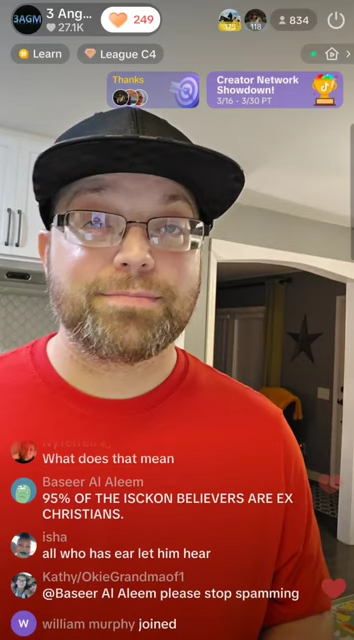 3AGM
3 Ang...
27.1K
249
125
118
834
Learn
League C4
Thanks
Creator Network
Showdown!
3/16 - 3/30 PT
What does that mean
Baseer Al Aleem
95% OF THE ISCKON BELIEVERS ARE EX
CHRISTIANS.
isha
all who has ear let him hear
Kathy/OkieGrandmaof1
@Baseer Al Aleem please stop spamming
W
william murphy joined